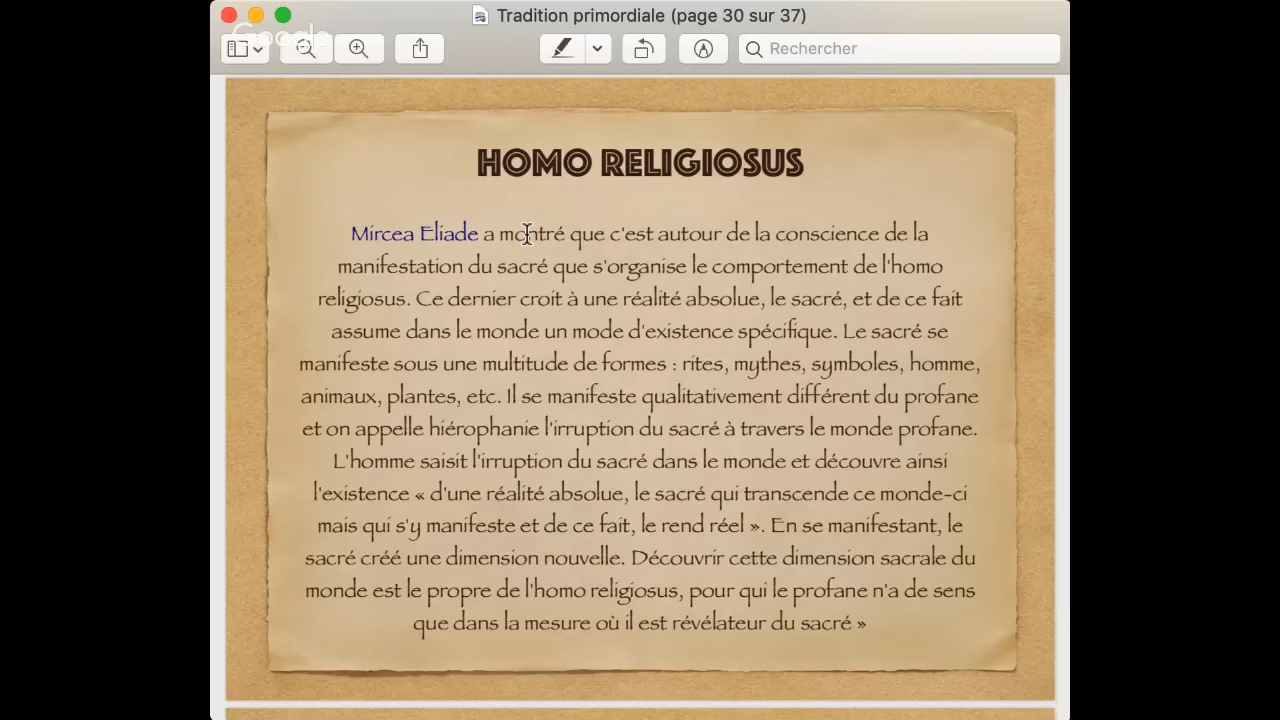 Tradition primordiale (page 30 sur 37)
Google
Rechercher
HOMO RELIGIOSUS
Mircea Eliade a montré que c'est autour de la conscience de la
manifestation du sacré que s'organise le comportement de l'homo
religiosus. Ce dernier croit à une réalité absolue, le sacré, et de ce fait
assume dans le monde un mode d'existence spécifique. Le sacré se
manifeste sous une multitude de formes : rites, mythes, symboles, homme,
animaux, plantes, etc. Il se manifeste qualitativement différent du profane
et on appelle hiérophanie l'irruption du sacré à travers le monde profane.
L'homme saisit l'irruption du sacré dans le monde et découvre ainsi
l'existence « d'une réalité absolue, le sacré qui transcende ce monde-ci
mais qui s'y manifeste et de ce fait, le rend réel ». En se manifestant, le
sacré créé une dimension nouvelle. Découvrir cette dimension sacrale du
monde est le propre de l'homo religiosus, pour qui le profane n'a de sens
que dans la mesure où il est révélateur du sacré »